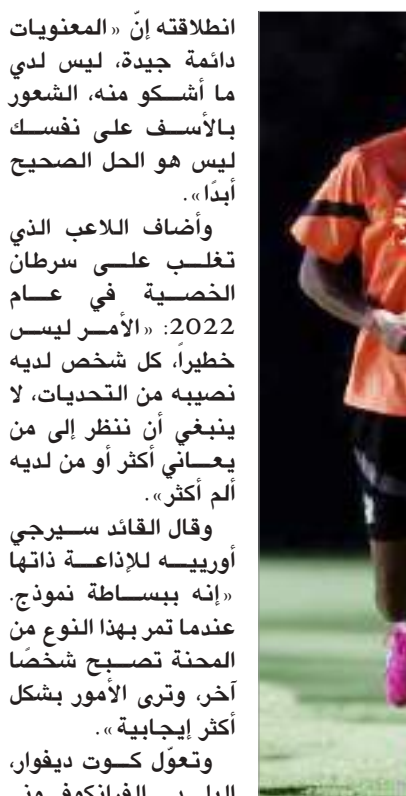 انطلاقته إنّ «المعنويات
دائمة جيدة، ليس لدي
ما أشكو منه، الشعور
بالأسف على نفسك
ليس هو الحل الصحيح
أبدًا».
وأضاف اللاعب الذي
تغلب على سرطان
الخصية في عام
2022: «الأمر ليس
خطيراً، كل شخص لديه
نصيبه من التحديات، لا
ينبغي أن ننظر إلى من
يعاني أكثر أو من لديه
ألم أكثر».
وقال القائد سيرجي
أورييه للإذاعة ذاتها
«إنه ببساطة نموذج.
عندما تمر بهذا النوع من
المحنة تصبح شخصًا
آخر، وترى الأمور بشكل
أكثر إيجابية».
وتعوّل كوت ديفوار،